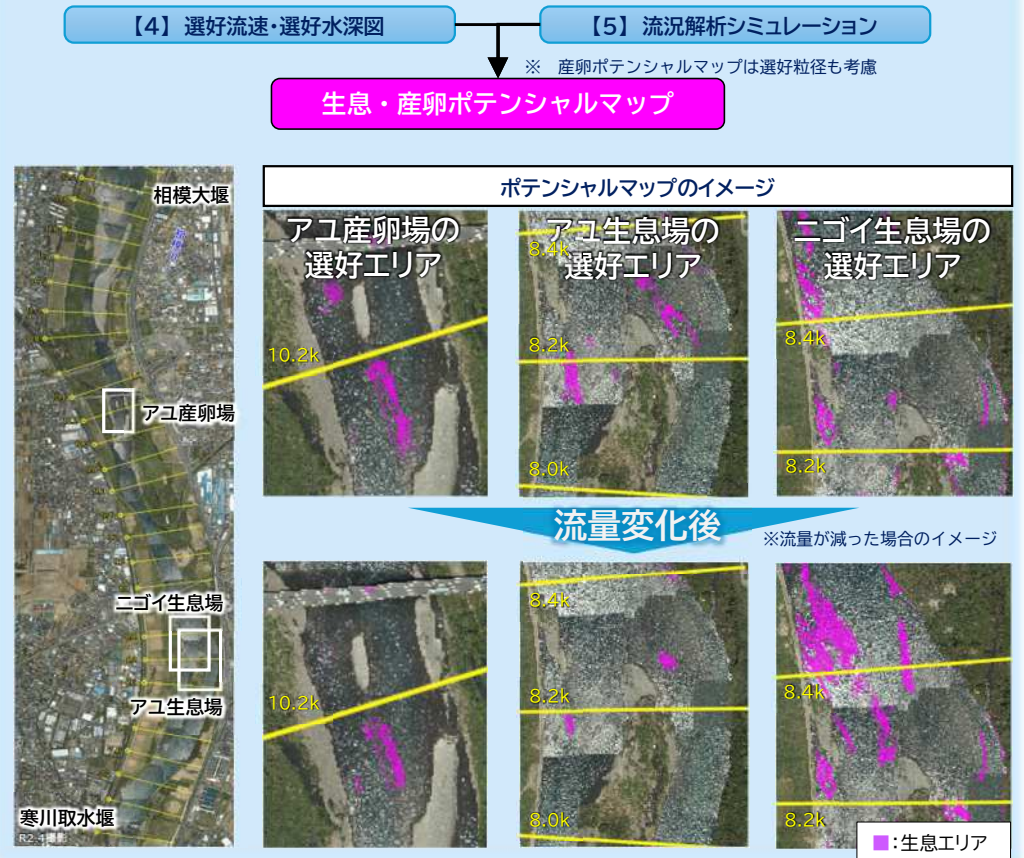 【4】選好流速・選好水深図
【5】流況解析シミュレーション
※　産卵ポテンシャルマップは選好粒径も考慮
生息・産卵ポテンシャルマップ
相模大堰
アユ産卵場
ニゴイ生息場
アユ生息場
寒川取水堰
R2.4撮影
ポテンシャルマップのイメージ
アユ産卵場の
選好エリア
10.2k
アユ生息場の
選好エリア
8.4k
8.2k
8.0k
ニゴイ生息場の
選好エリア
8.4k
8.2k
流量変化後
※流量が減った場合のイメージ
10.2k
8.4k
8.2k
8.0k
8.4k
8.2k
■:生息エリア